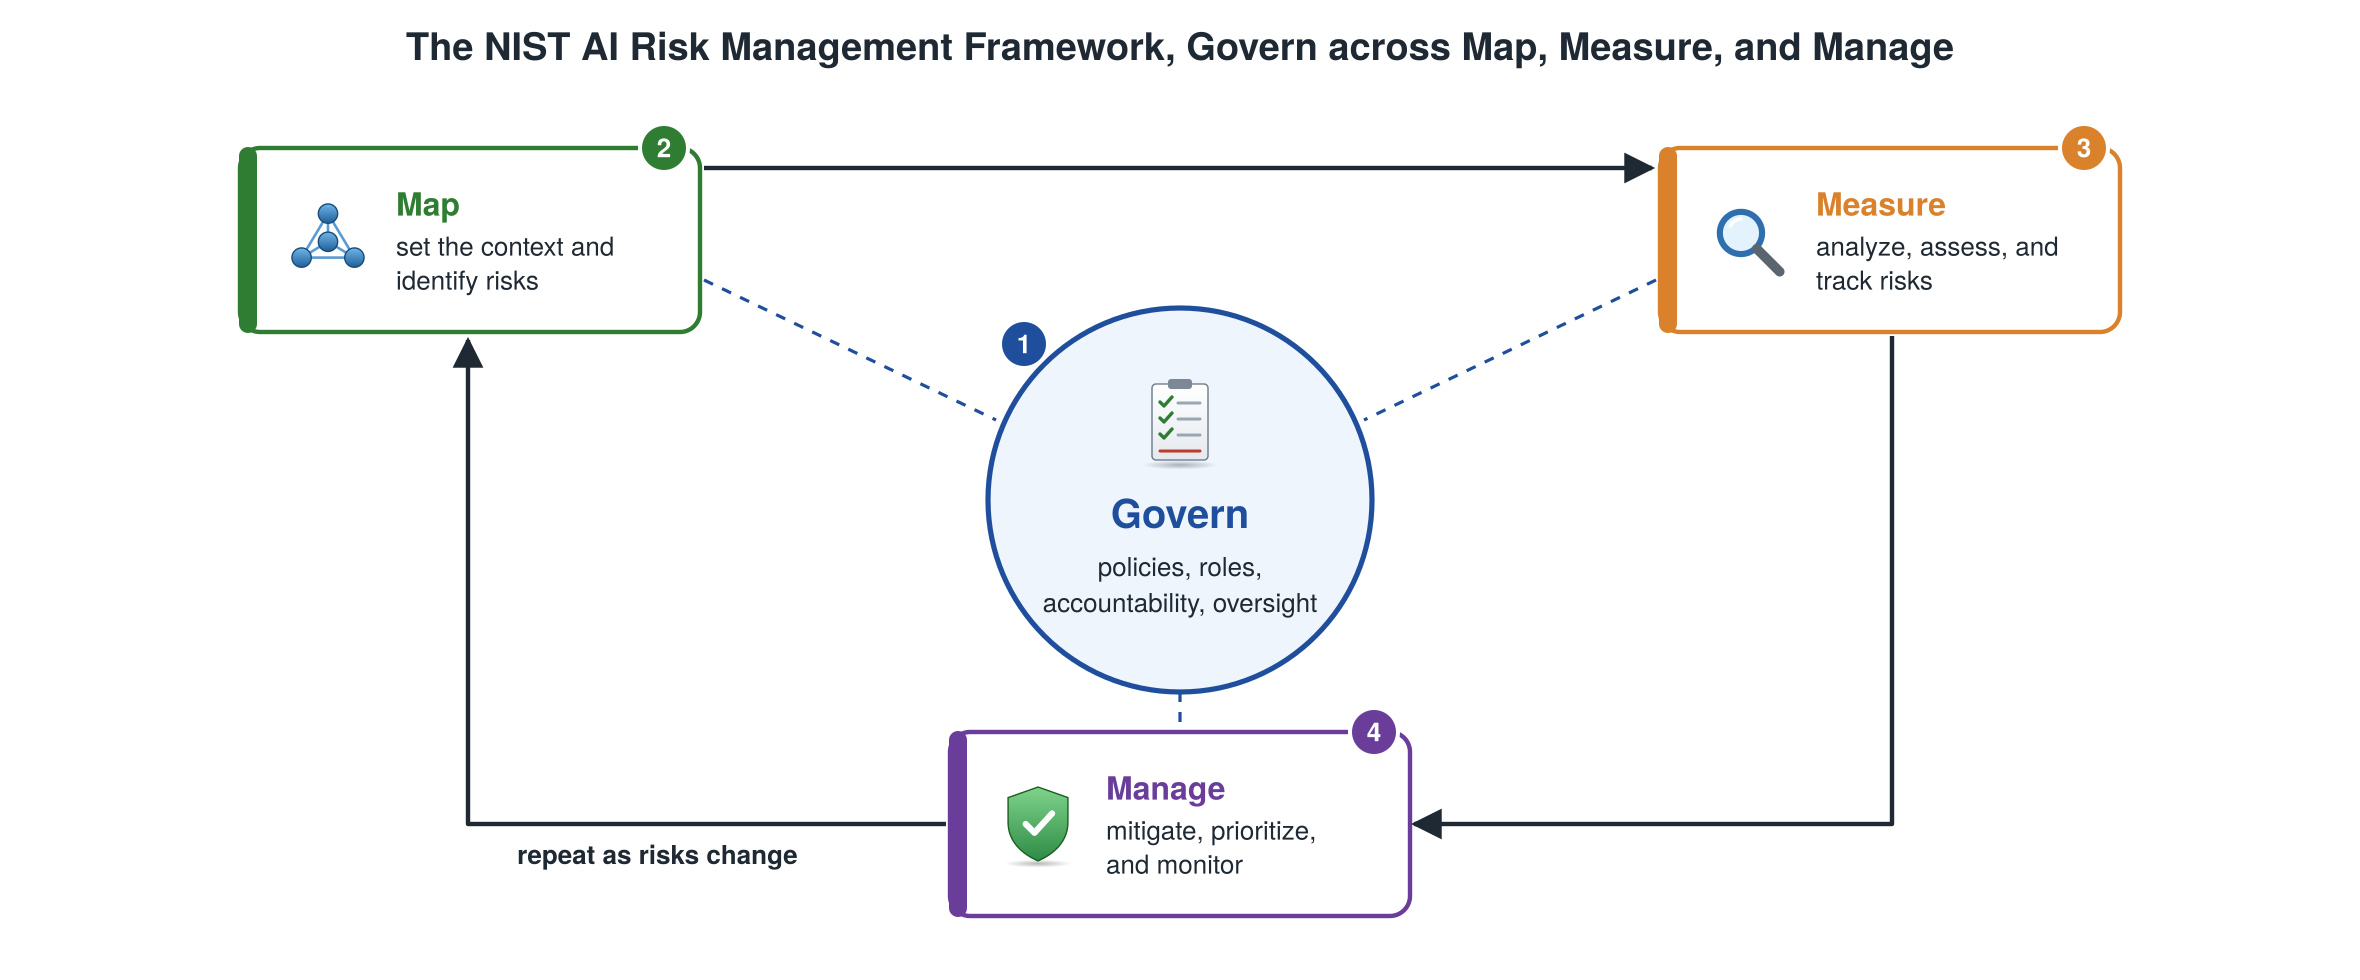 The NIST AI Risk Management Framework, Govern across Map, Measure, and Manage
2
Map
set the context and
identify risks
3
Measure
analyze, assess, and
track risks
1
Govern
policies, roles,
accountability, oversight
4
Manage
mitigate, prioritize,
and monitor
repeat as risks change